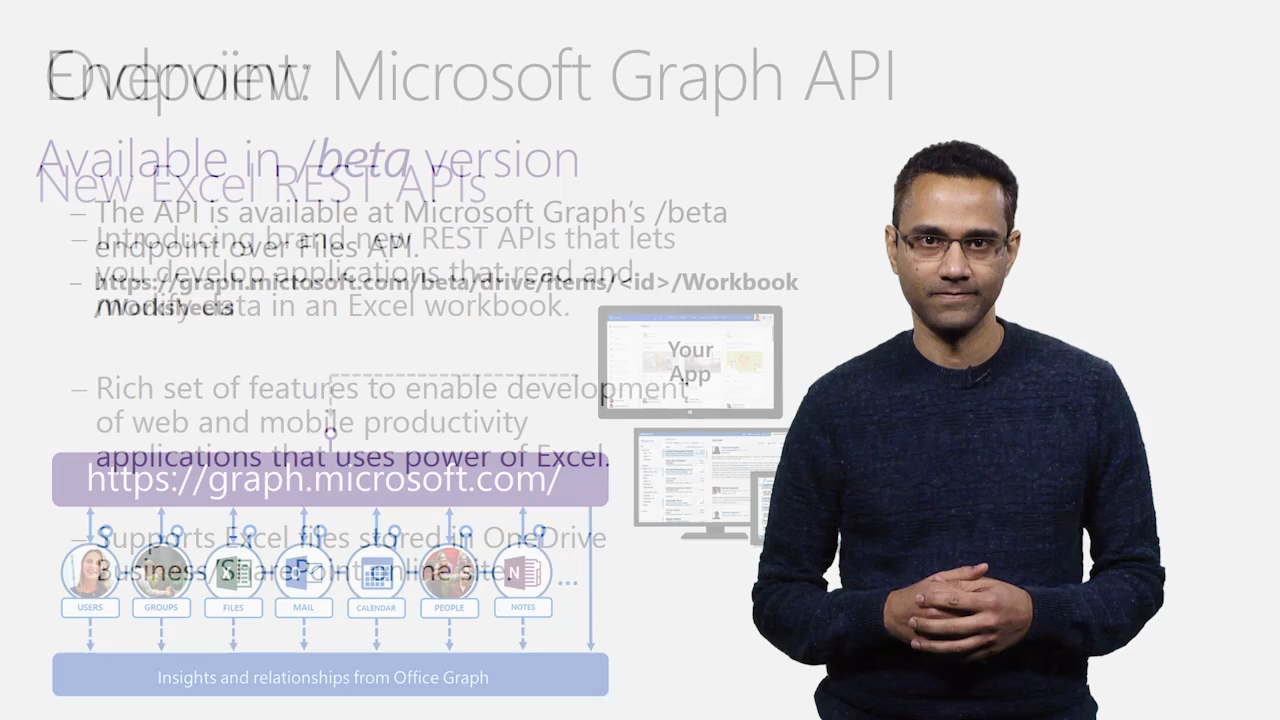 Overview
Endpoint: Microsoft Graph API
Available in /beta version
New Excel REST APIs
– The API is available at Microsoft Graph’s /beta
endpoint over Files API.
– Introducing brand new REST APIs that lets
you develop applications that read and
modify data in an Excel workbook.
– https://graph.microsoft.com/beta/drive/items/<id>/Workbook
/Worksheets
– Rich set of features to enable development
of web and mobile productivity
applications that uses power of Excel.
– Supports Excel files stored in OneDrive
Business/SharePoint online site
Your
App
https://graph.microsoft.com/
USERS
GROUPS
FILES
MAIL
CALENDAR
PEOPLE
NOTES
...
Insights and relationships from Office Graph